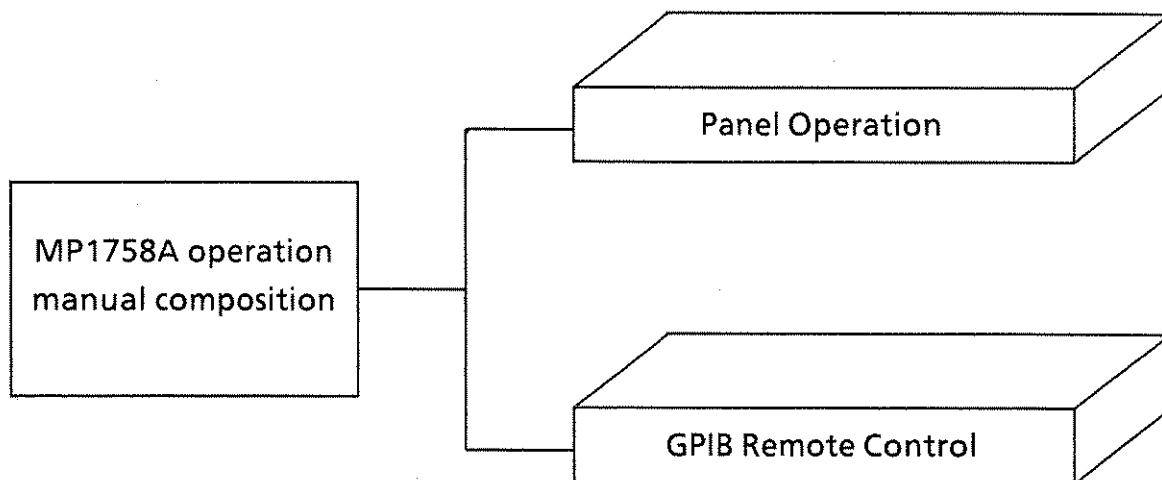 Panel Operation
MP1758A operation
manual composition
GPIB Remote Control